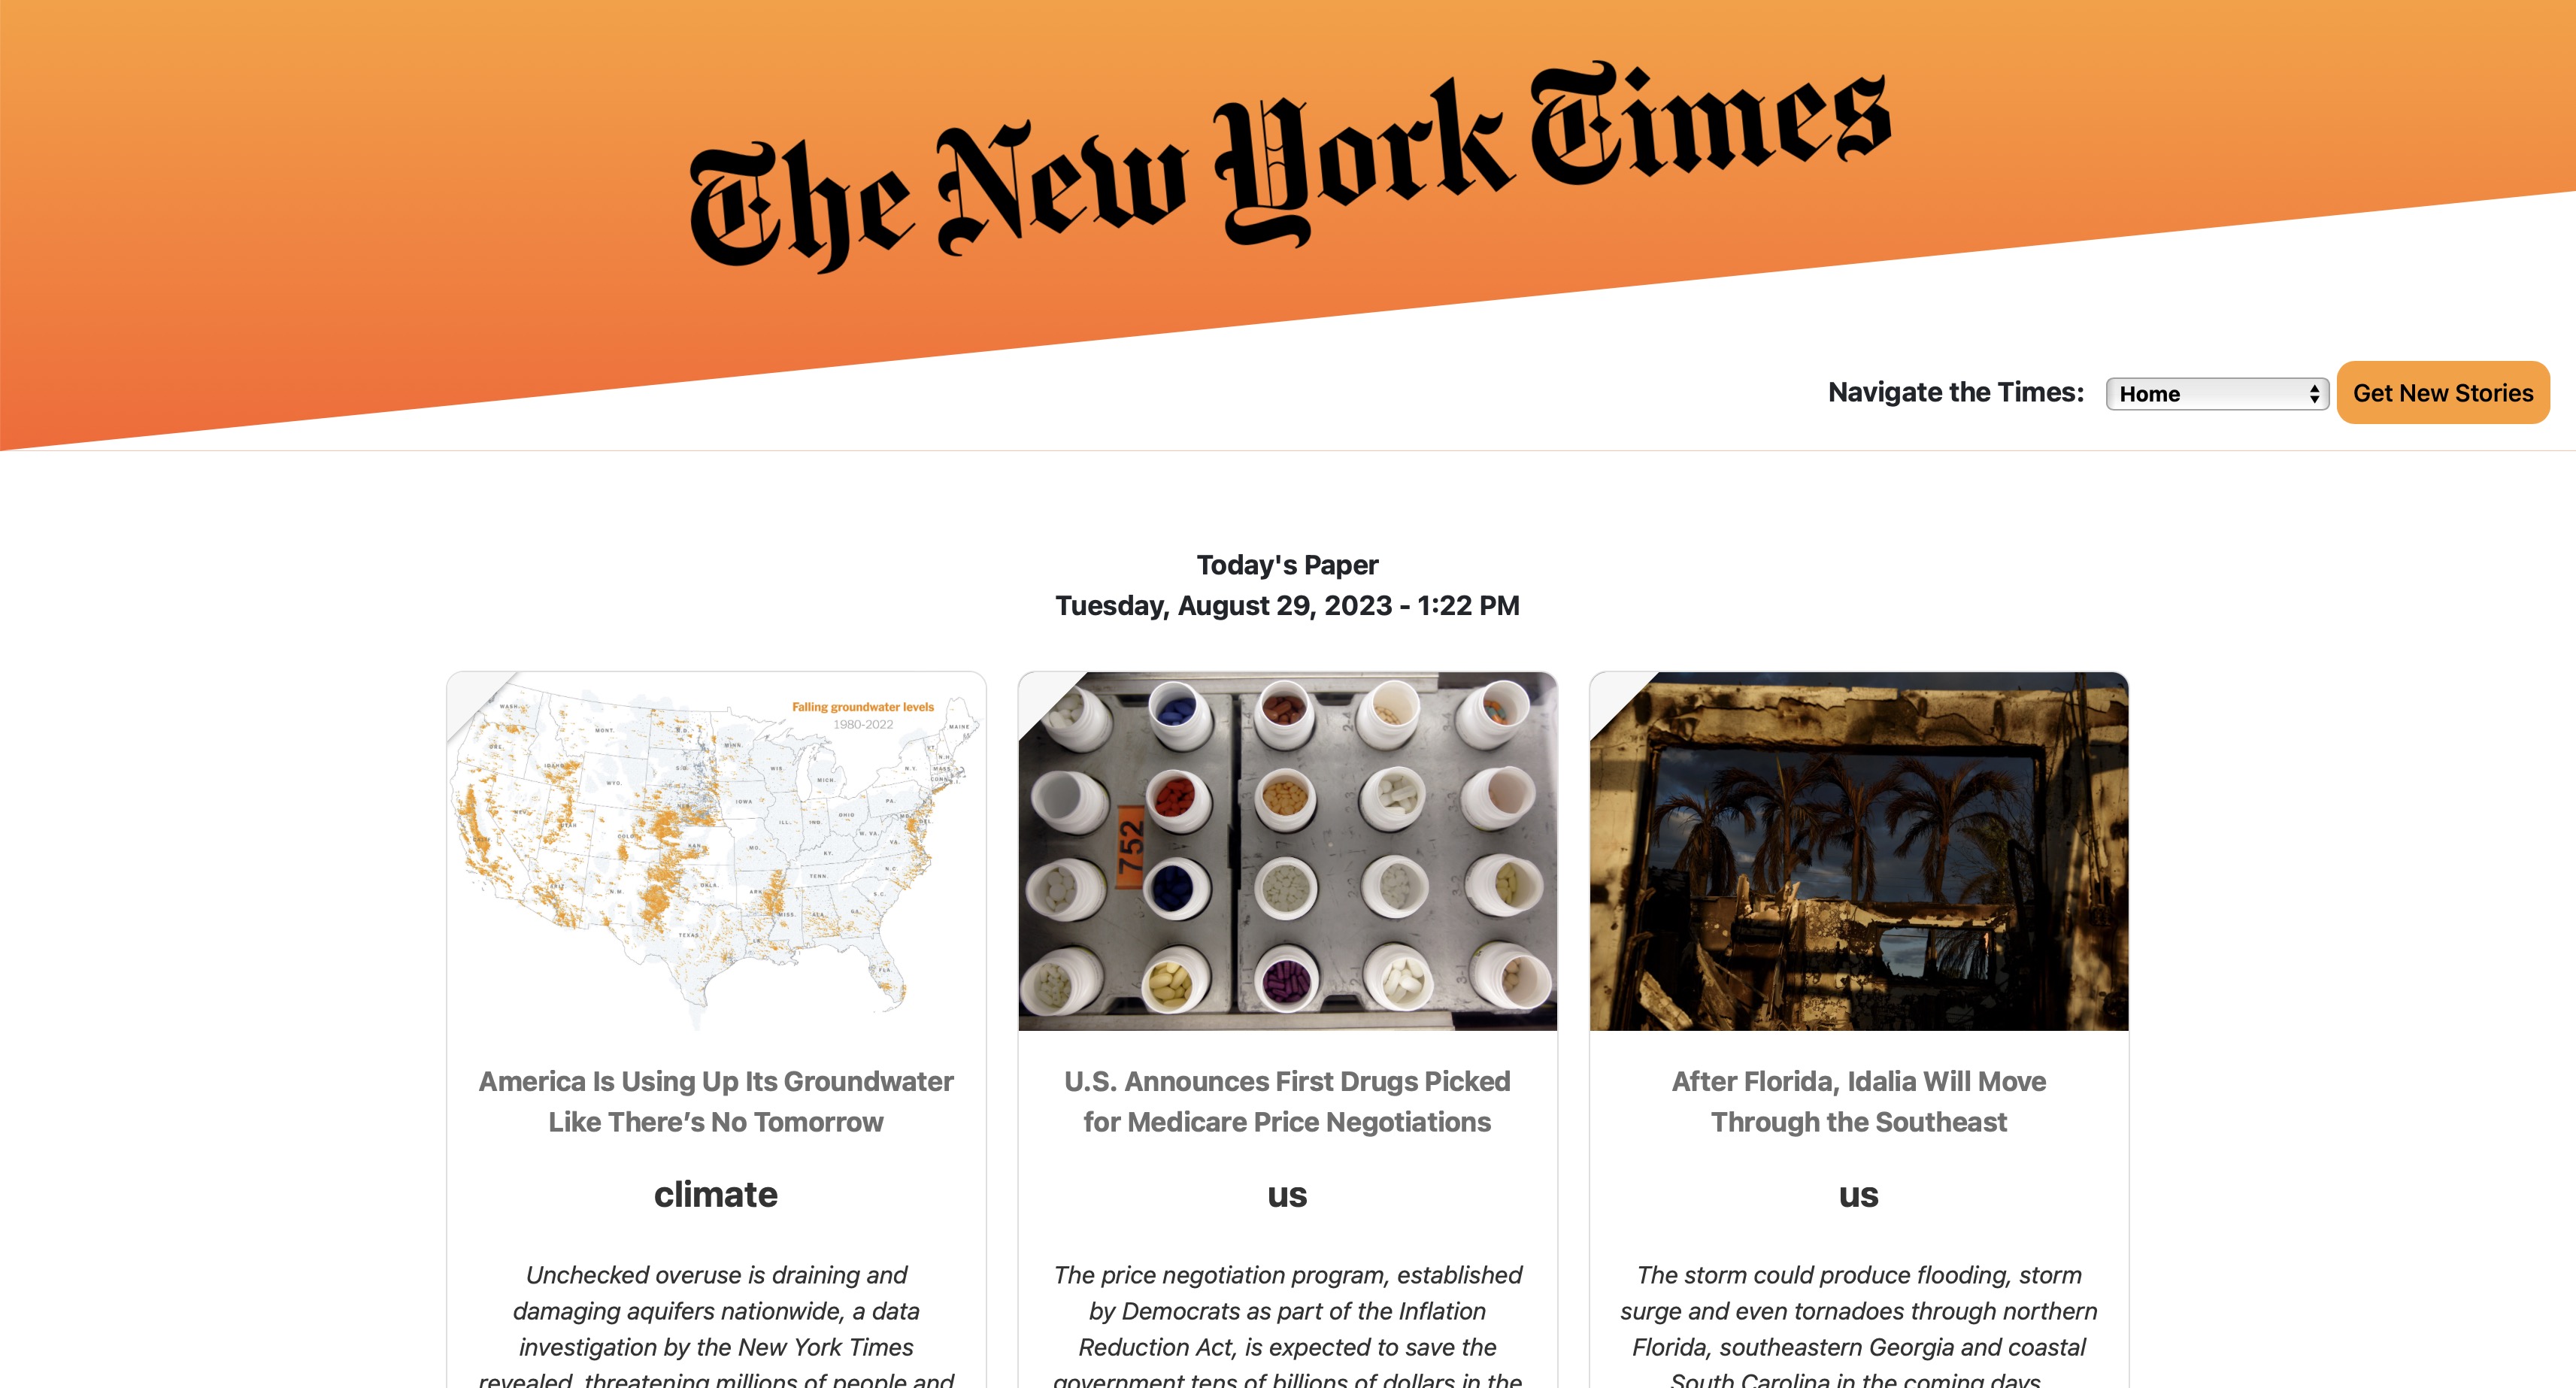 The New York Times
Navigate the Times:
Home
Get New Stories
Today's Paper
Tuesday, August 29, 2023 - 1:22 PM
Falling groundwater levels
1980-2022
WASH.
MONT.
MINN.
MAINE
ORE.
IDAHO
WIS.
VT.
N.H.
N.Y.
MASS.
CONN.
S.D.
WYO.
MICH.
IOWA
PA.
NEV.
UTAH
COLO.
ILL.
IND.
OHIO
MD.
DEL.
W. VA.
KAN.
MO.
KY.
VA.
ARIZ.
N.M.
OKLA.
ARK.
TENN.
N.C.
S.C.
MISS.
ALA.
GA.
TEXAS
LA.
FLA.
752
America Is Using Up Its Groundwater
Like There’s No Tomorrow
climate
Unchecked overuse is draining and
damaging aquifers nationwide, a data
investigation by the New York Times
revealed, threatening millions of people and
U.S. Announces First Drugs Picked
for Medicare Price Negotiations
us
The price negotiation program, established
by Democrats as part of the Inflation
Reduction Act, is expected to save the
government tens of billions of dollars in the
After Florida, Idalia Will Move
Through the Southeast
us
The storm could produce flooding, storm
surge and even tornadoes through northern
Florida, southeastern Georgia and coastal
South Carolina in the coming days.